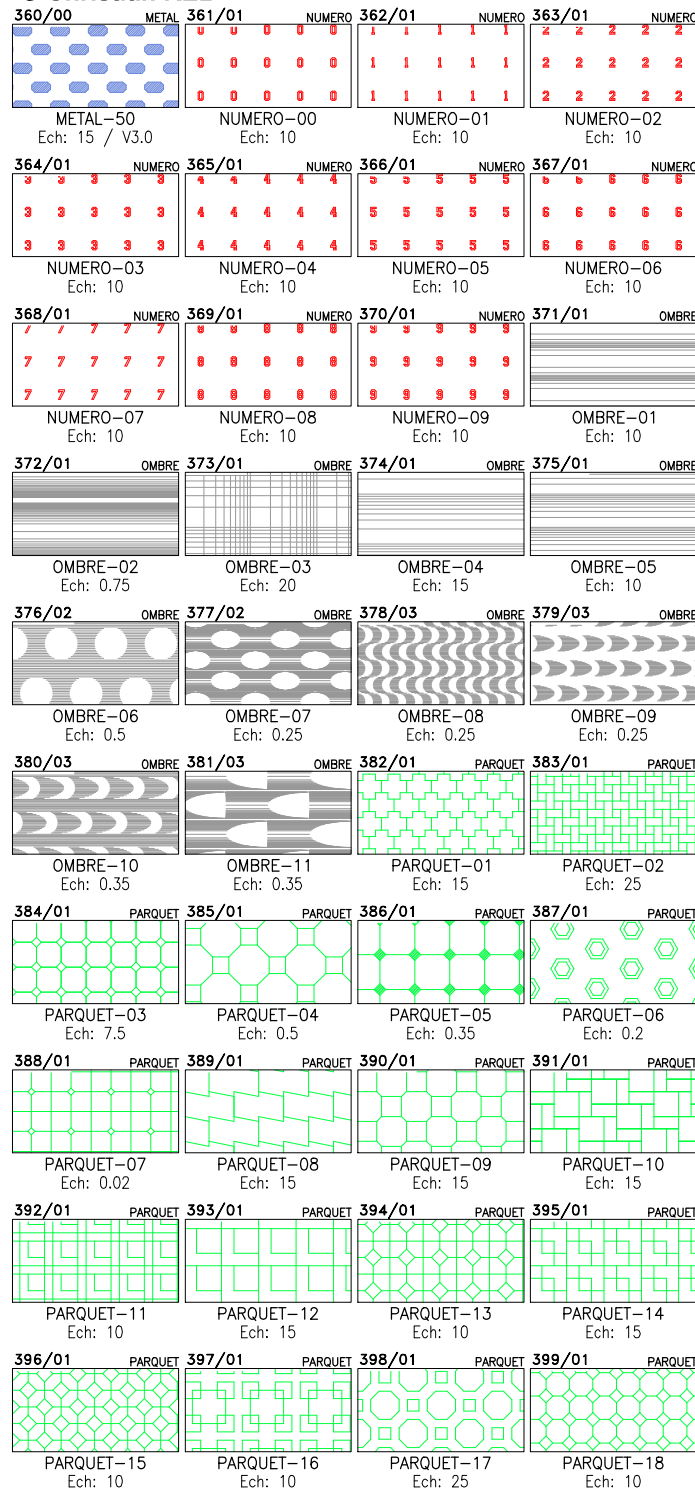 360/00 METAL 361/01 NUMERO 362/01 NUMERO 363/01 NUMERO
METAL-50 NUMERO-00 NUMERO-01 NUMERO-02
Ech: 15 / V3.0 Ech: 10 Ech: 10 Ech: 10
364/01 NUMERO 365/01 NUMERO 366/01 NUMERO 367/01 NUMERO
NUMERO-03 NUMERO-04 NUMERO-05 NUMERO-06
Ech: 10 Ech: 10 Ech: 10 Ech: 10
368/01 NUMERO 369/01 NUMERO 370/01 NUMERO 371/01 OMBRE
NUMERO-07 NUMERO-08 NUMERO-09 OMBRE-01
Ech: 10 Ech: 10 Ech: 10 Ech: 10
372/01 OMBRE 373/01 OMBRE 374/01 OMBRE 375/01 OMBRE
OMBRE-02 OMBRE-03 OMBRE-04 OMBRE-05
Ech: 0.75 Ech: 20 Ech: 15 Ech: 10
376/02 OMBRE 377/02 OMBRE 378/03 OMBRE 379/03 OMBRE
OMBRE-06 OMBRE-07 OMBRE-08 OMBRE-09
Ech: 0.5 Ech: 0.25 Ech: 0.25 Ech: 0.25
380/03 OMBRE 381/03 OMBRE 382/01 PARQUET 383/01 PARQUET
OMBRE-10 OMBRE-11 PARQUET-01 PARQUET-02
Ech: 0.35 Ech: 0.35 Ech: 15 Ech: 25
384/01 PARQUET 385/01 PARQUET 386/01 PARQUET 387/01 PARQUET
PARQUET-03 PARQUET-04 PARQUET-05 PARQUET-06
Ech: 7.5 Ech: 0.5 Ech: 0.35 Ech: 0.2
388/01 PARQUET 389/01 PARQUET 390/01 PARQUET 391/01 PARQUET
PARQUET-07 PARQUET-08 PARQUET-09 PARQUET-10
Ech: 0.02 Ech: 15 Ech: 15 Ech: 15
392/01 PARQUET 393/01 PARQUET 394/01 PARQUET 395/01 PARQUET
PARQUET-11 PARQUET-12 PARQUET-13 PARQUET-14
Ech: 10 Ech: 15 Ech: 10 Ech: 15
396/01 PARQUET 397/01 PARQUET 398/01 PARQUET 399/01 PARQUET
PARQUET-15 PARQUET-16 PARQUET-17 PARQUET-18
Ech: 10 Ech: 10 Ech: 25 Ech: 10